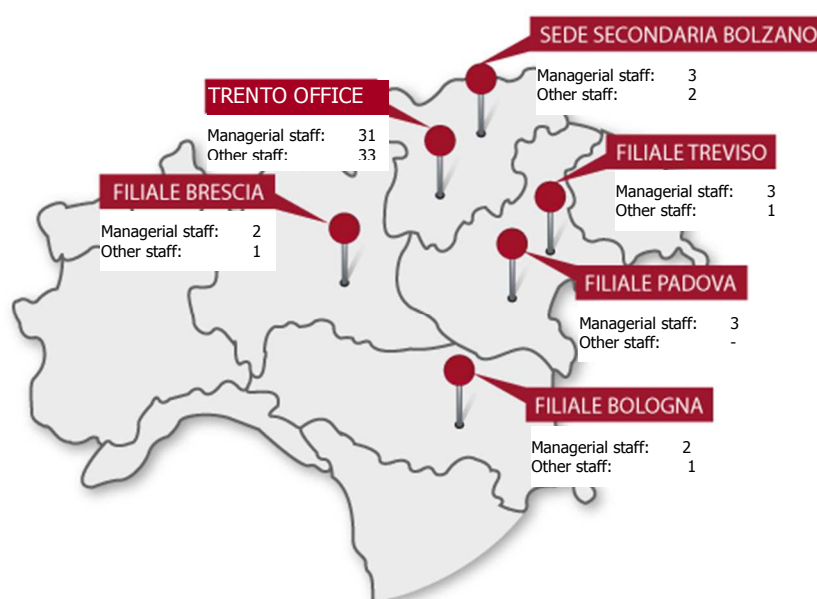 SEDE SECONDARIA BOLZANO
Managerial staff: 3
Other staff: 2
TRENTO OFFICE
Managerial staff: 31
Other staff: 33
FILIALE TREVISO
Managerial staff: 3
Other staff: 1
FILIALE BRESCIA
Managerial staff: 2
Other staff: 1
FILIALE PADOVA
Managerial staff: 3
Other staff: -
FILIALE BOLOGNA
Managerial staff: 2
Other staff: 1